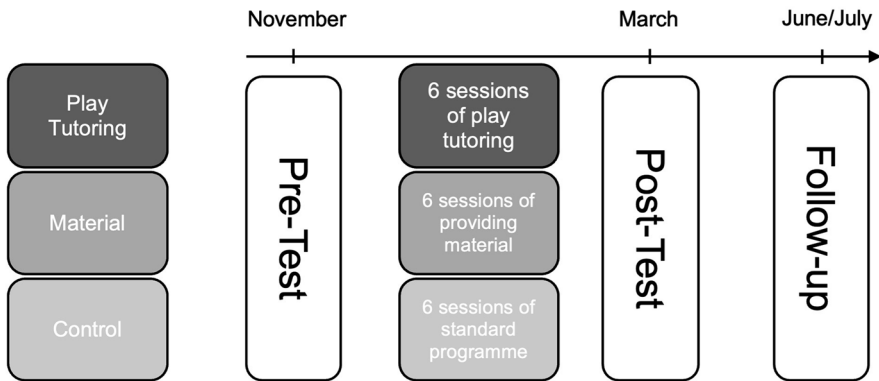 November
March
June/July
Play
Tutoring
Pre-Test
6 sessions
of play
tutoring
Post-Test
Follow-up
Material
6 sessions of
providing
material
Control
6 sessions of
standard
programme